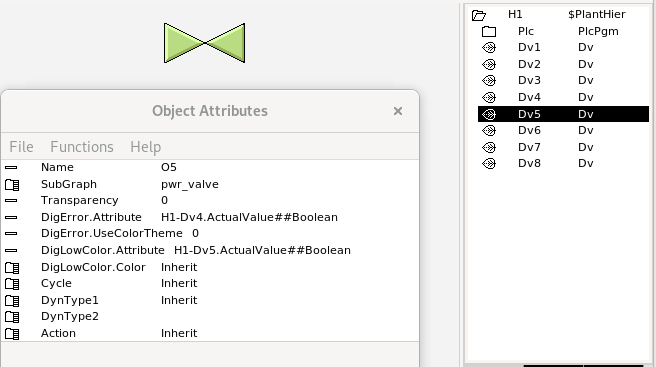 Object Attributes
File Functions Help
Name O5
SubGraph pwr_valve
Transparency 0
DigError.Attribute H1-Dv4.ActualValue##Boolean
DigError.UseColorTheme 0
DigLowColor.Attribute H1-Dv5.ActualValue##Boolean
DigLowColor.Color Inherit
Cycle Inherit
DynType1 Inherit
DynType2
Action Inherit
H1 $PlantHier
Plc PlcPgm
Dv1 Dv
Dv2 Dv
Dv3 Dv
Dv4 Dv
Dv5 Dv
Dv6 Dv
Dv7 Dv
Dv8 Dv